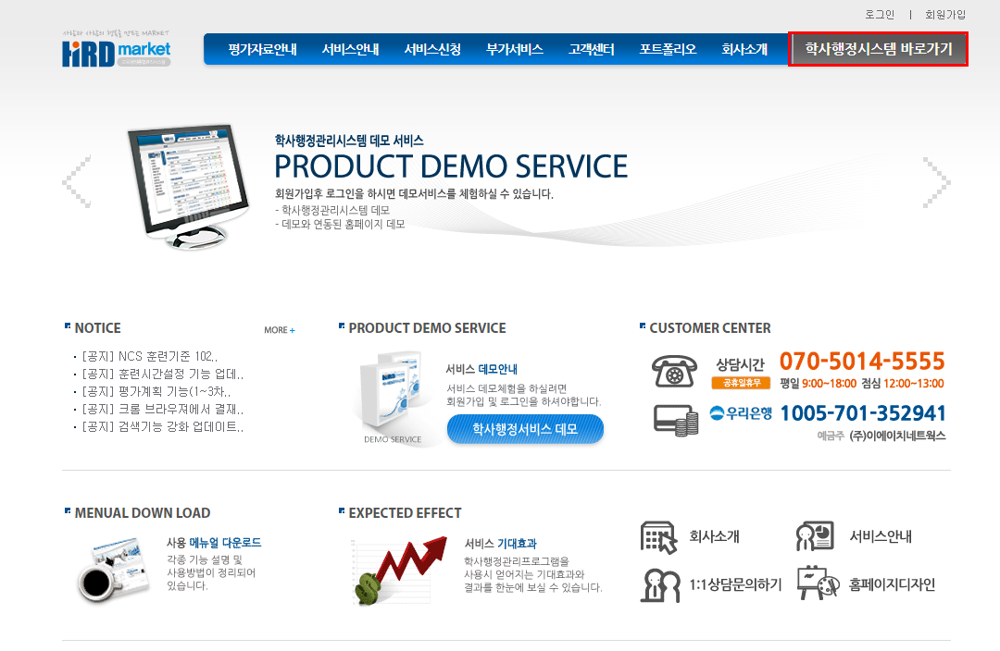 로그인 | 회원가입
사람과 사람의 행복을 만드는 MARKET
HRD market
평가자료안내 서비스안내 서비스신청 부가서비스 고객센터 포트폴리오 회사소개 학사행정시스템 바로가기
학사행정관리시스템 데모 서비스
PRODUCT DEMO SERVICE
회원가입후 로그인을 하시면 데모서비스를 체험하실 수 있습니다.
- 학사행정관리시스템 데모
- 데모와 연동된 홈페이지 데모
NOTICE
MORE +
· [공지] NCS 훈련기준 102..
· [공지] 훈련시간설정 기능 업데..
· [공지] 평가계획 기능(1~3차..
· [공지] 크롬 브라우져에서 결재..
· [공지] 검색기능 강화 업데이트..
PRODUCT DEMO SERVICE
DEMO SERVICE
서비스 데모안내
서비스 데모체험을 하실려면
회원가입 및 로그인을 하셔야합니다.
학사행정서비스 데모
CUSTOMER CENTER
상담시간 070-5014-5555
공휴일휴무 평일 9:00~18:00 점심 12:00~13:00
우리은행 1005-701-352941
예금주 (주)이에이치네트웍스
MENUAL DOWN LOAD
사용 메뉴얼 다운로드
각종 기능 설명 및
사용방법이 정리되어
있습니다.
EXPECTED EFFECT
서비스 기대효과
학사행정관리프로그램을
사용시 얻어지는 기대효과와
결과를 한눈에 보실 수 있습니다.
회사소개
서비스안내
1:1상담문의하기
홈페이지디자인